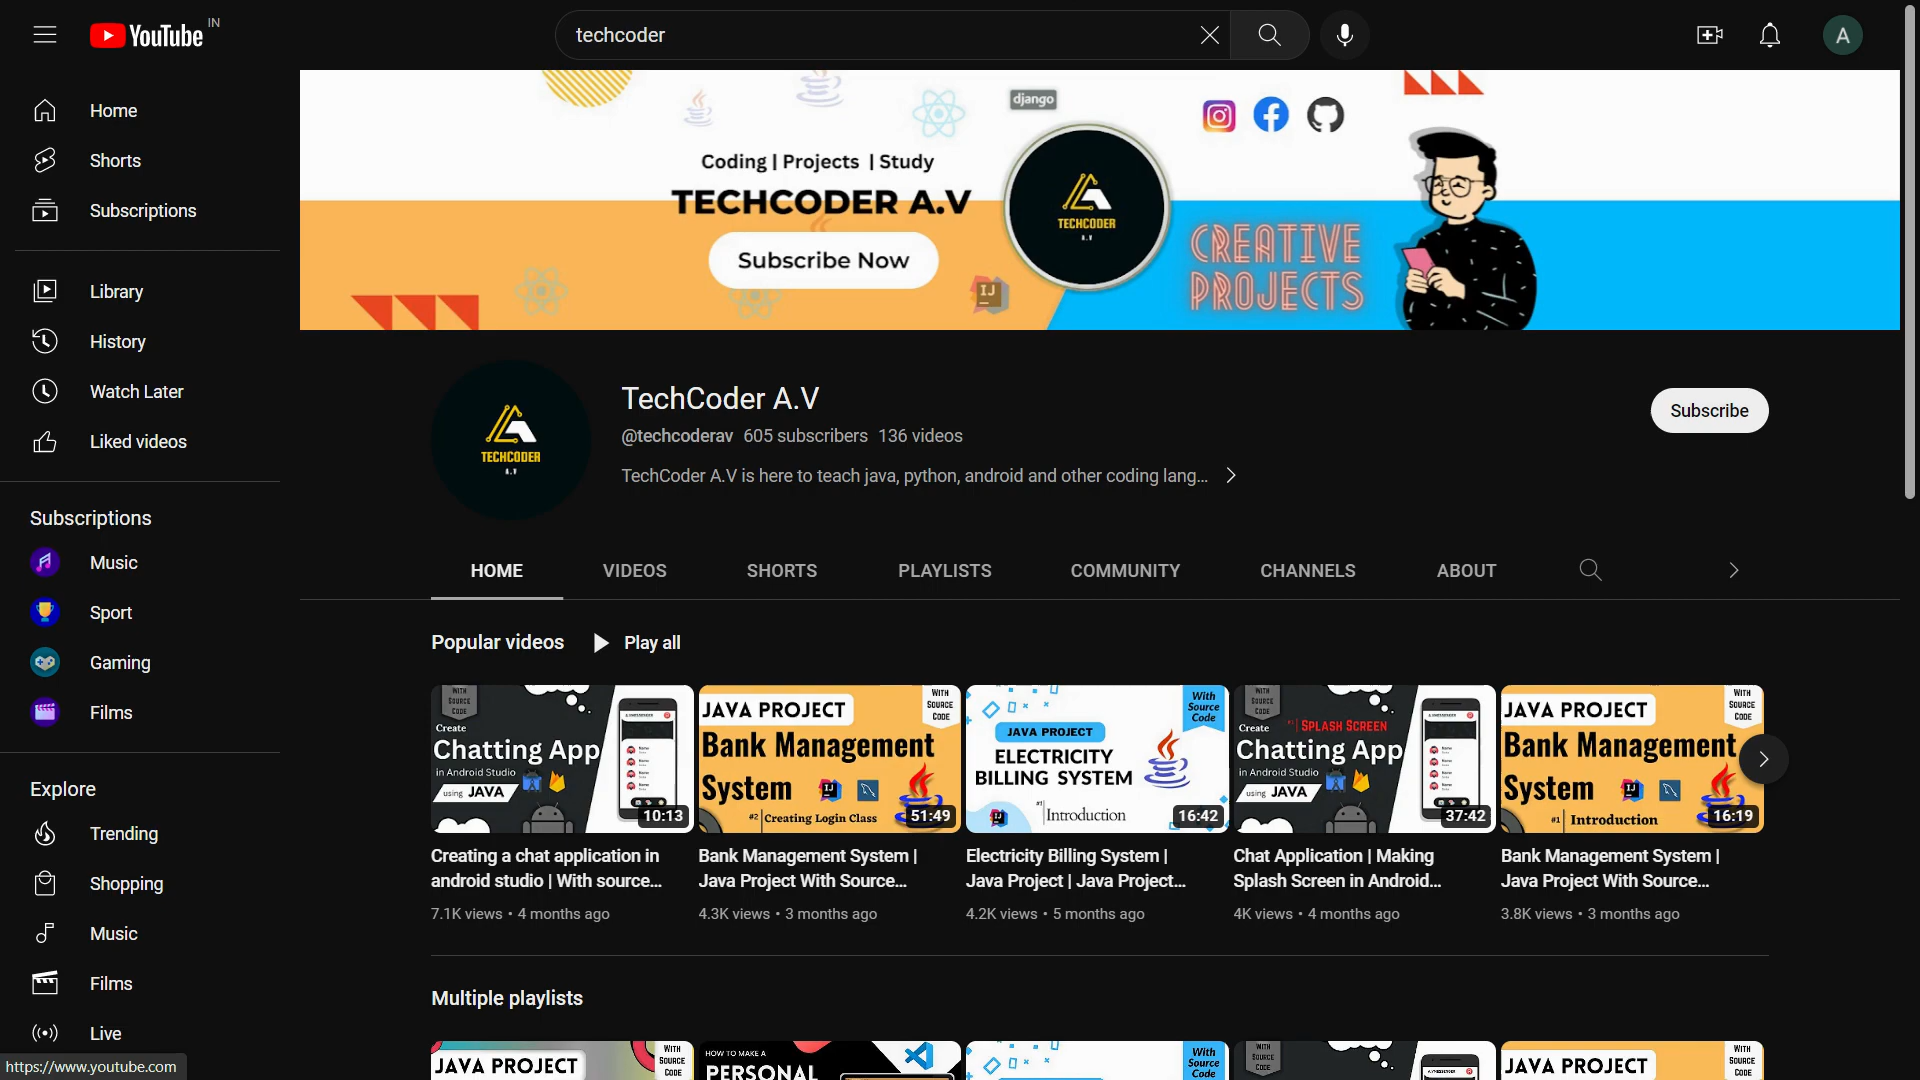 YouTube IN
techcoder
A
Home
Shorts
Subscriptions
Library
History
Watch Later
Liked videos
Subscriptions
Music
Sport
Gaming
Films
Explore
Trending
Shopping
Music
Films
Live
https://www.youtube.com
django
Coding | Projects | Study
TECHCODER A.V
Subscribe Now
TECHCODER
A.V
IJ
CREATIVE
PROJECTS
TECHCODER
A.V
TechCoder A.V
@techcoderav 605 subscribers 136 videos
TechCoder A.V is here to teach java, python, android and other coding lang...
Subscribe
HOME VIDEOS SHORTS PLAYLISTS COMMUNITY CHANNELS ABOUT
Popular videos Play all
WITH
SOURCE
CODE
Create
Chatting App
in Android Studio
using JAVA
10:13
Creating a chat application in
android studio | With source...
7.1K views • 4 months ago
With
Source
Code
JAVA PROJECT
Bank Management
System
IJ
#2 Creating Login Class
51:49
Bank Management System |
Java Project With Source...
4.3K views • 3 months ago
With
Source
Code
JAVA PROJECT
ELECTRICITY
BILLING SYSTEM
IJ
#1 Introduction
16:42
Electricity Billing System |
Java Project | Java Project...
4.2K views • 5 months ago
WITH
SOURCE
CODE
#1 SPLASH SCREEN
Create
Chatting App
in Android Studio
using JAVA
37:42
Chat Application | Making
Splash Screen in Android...
4K views • 4 months ago
With
Source
Code
JAVA PROJECT
Bank Management
System
IJ
#1 Introduction
16:19
Bank Management System |
Java Project With Source...
3.8K views • 3 months ago
Multiple playlists
JAVA PROJECT
With
Source
Code
HOW TO MAKE A
PERSONAL
With
Source
Code
WITH
SOURCE
CODE
JAVA PROJECT
With
Source
Code